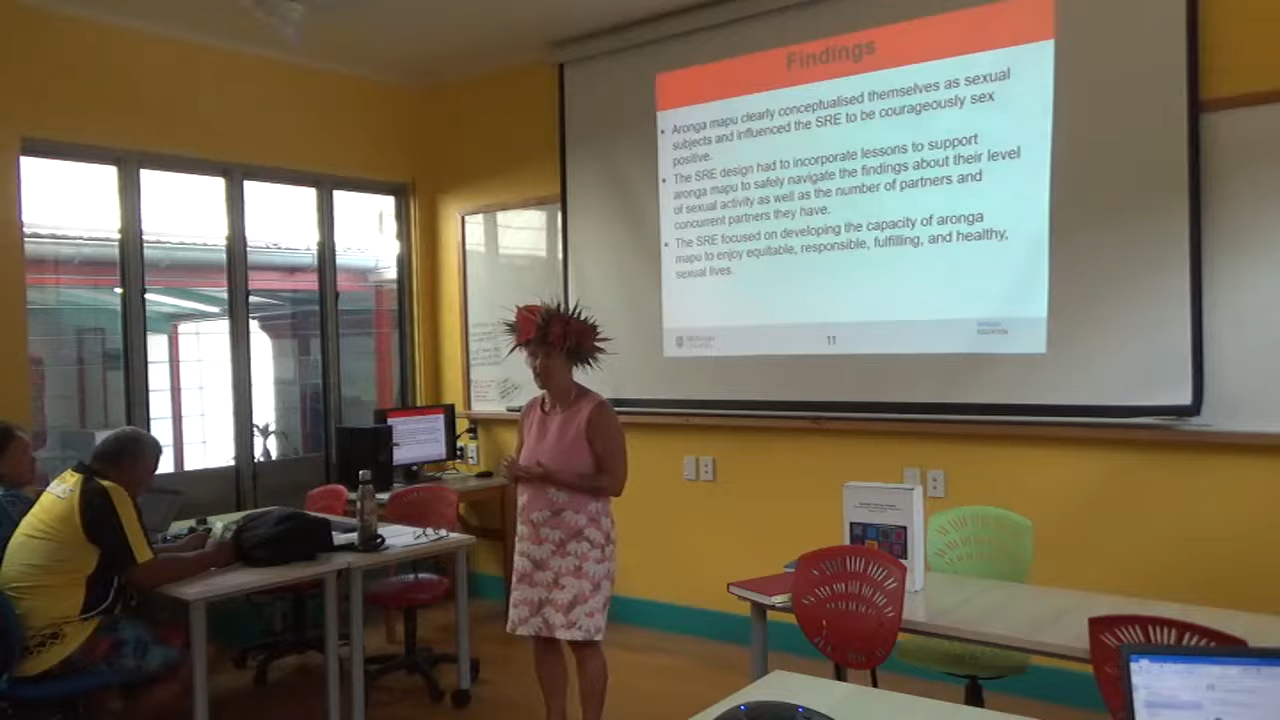 Findings
• Aronga mapu clearly conceptualised themselves as sexual
subjects and influenced the SRE to be courageously sex
positive.
• The SRE design had to incorporate lessons to support
aronga mapu to safely navigate the findings about their level
of sexual activity as well as the number of partners and
concurrent partners they have.
• The SRE focused on developing the capacity of aronga
mapu to enjoy equitable, responsible, fulfilling, and healthy,
sexual lives.
11
EDUCATION